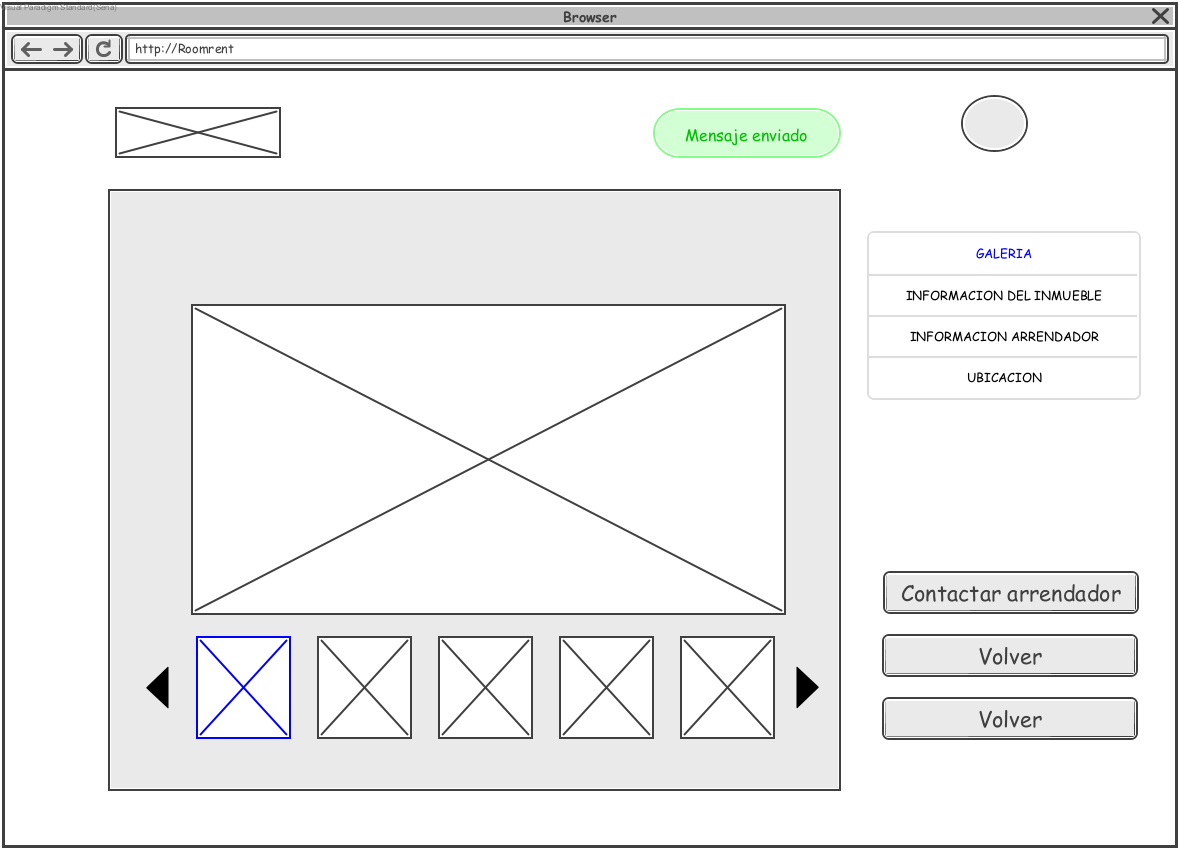 Visual Paradigm Standard(Seria)
Browser
http://Roomrent
Mensaje enviado
GALERIA
INFORMACION DEL INMUEBLE
INFORMACION ARRENDADOR
UBICACION
Contactar arrendador
Volver
Volver